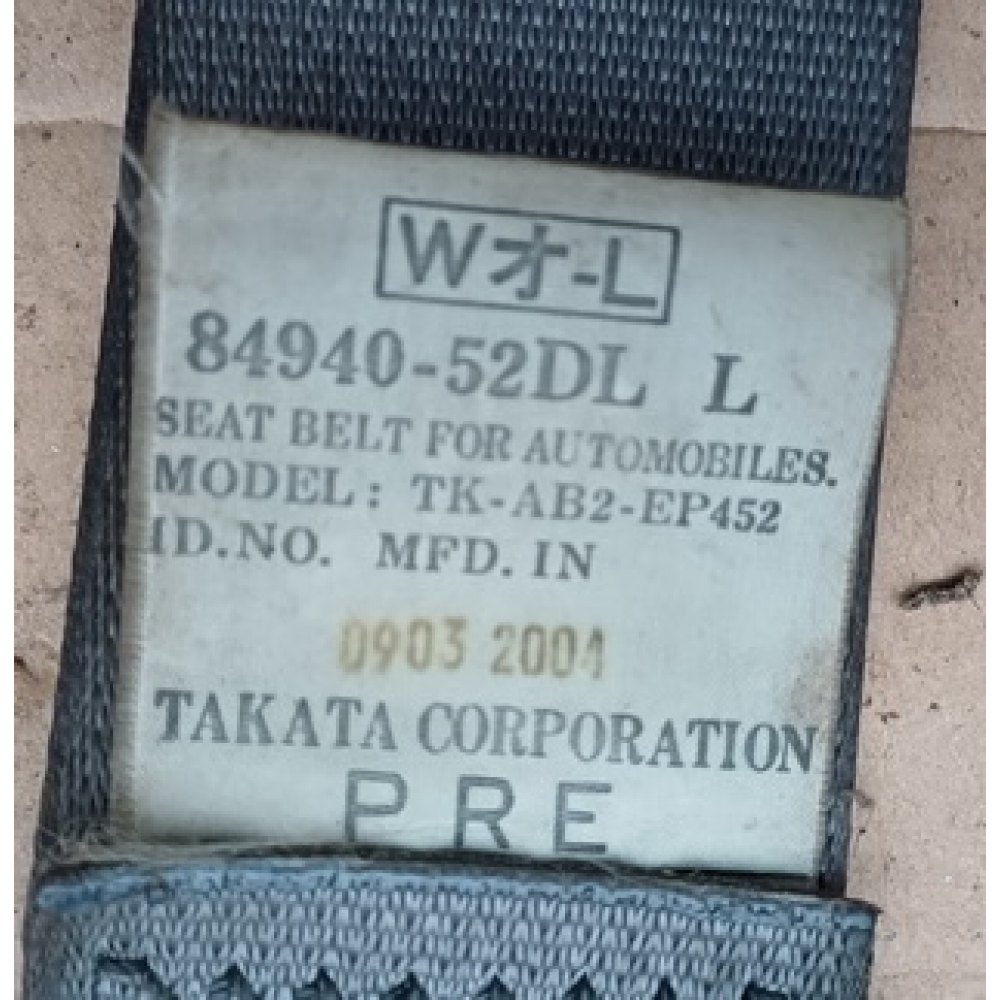 Wオ-L
84940-52DL L
SEAT BELT FOR AUTOMOBILES.
MODEL: TK-AB2-EP452
ID.NO. MFD. IN
0903 2004
TAKATA CORPORATION
PRE